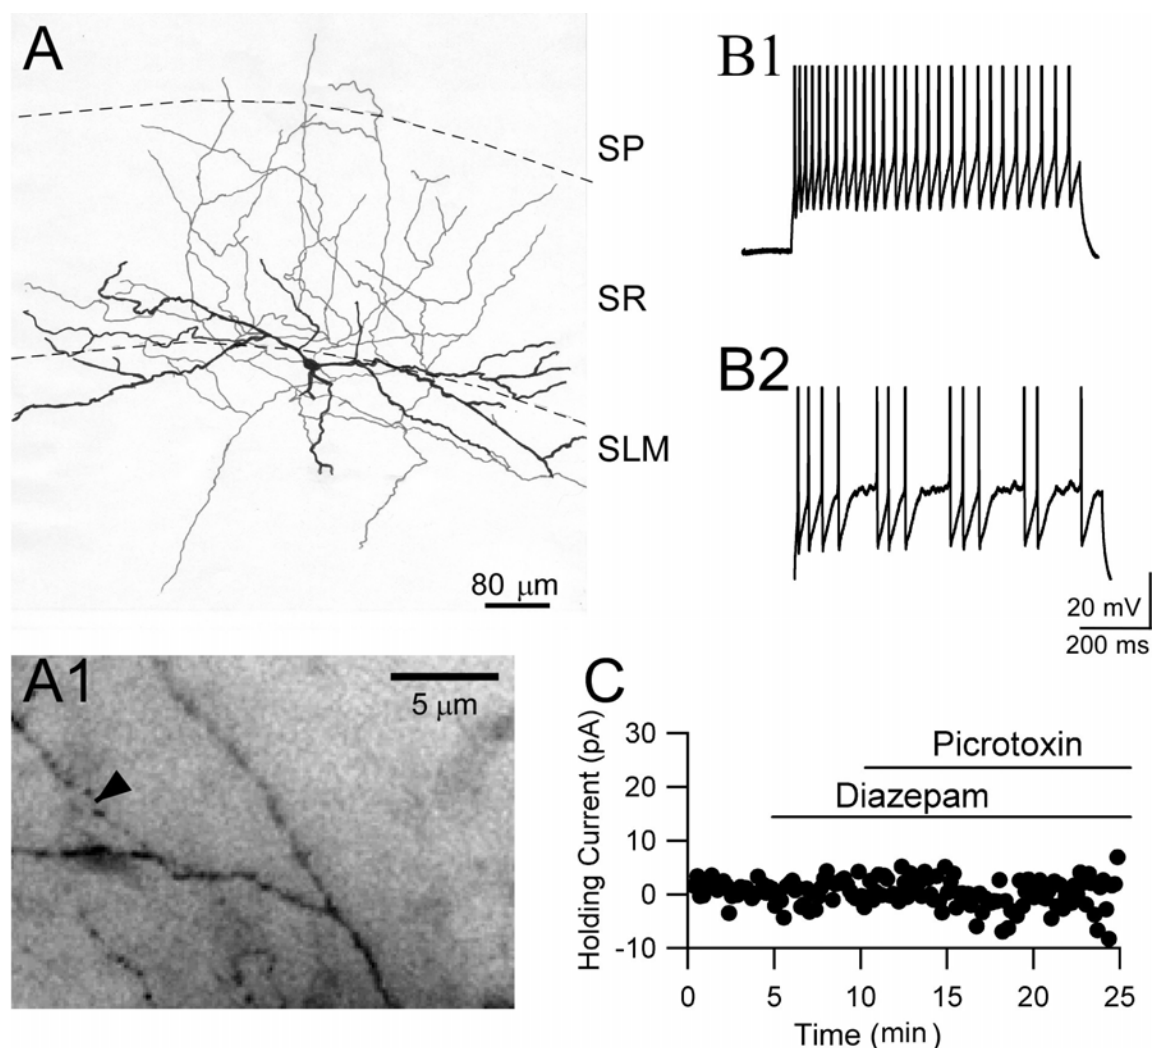 A
SP
SR
SLM
80 μm
B1
B2
20 mV
200 ms
A1
5 μm
C
Holding Current (pA)
30
20
10
0
-10
Picrotoxin
Diazepam
0 5 10 15 20 25
Time (min)